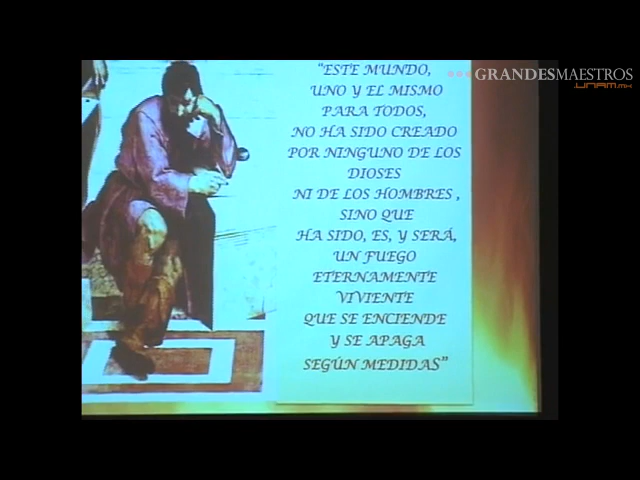 GRANDESMAESTROS
.UNAM.MX
"ESTE MUNDO,
UNO Y EL MISMO
PARA TODOS,
NO HA SIDO CREADO
POR NINGUNO DE LOS
DIOSES
NI DE LOS HOMBRES ,
SINO QUE
HA SIDO, ES, Y SERÁ,
UN FUEGO
ETERNAMENTE
VIVIENTE
QUE SE ENCIENDE
Y SE APAGA
SEGÚN MEDIDAS"